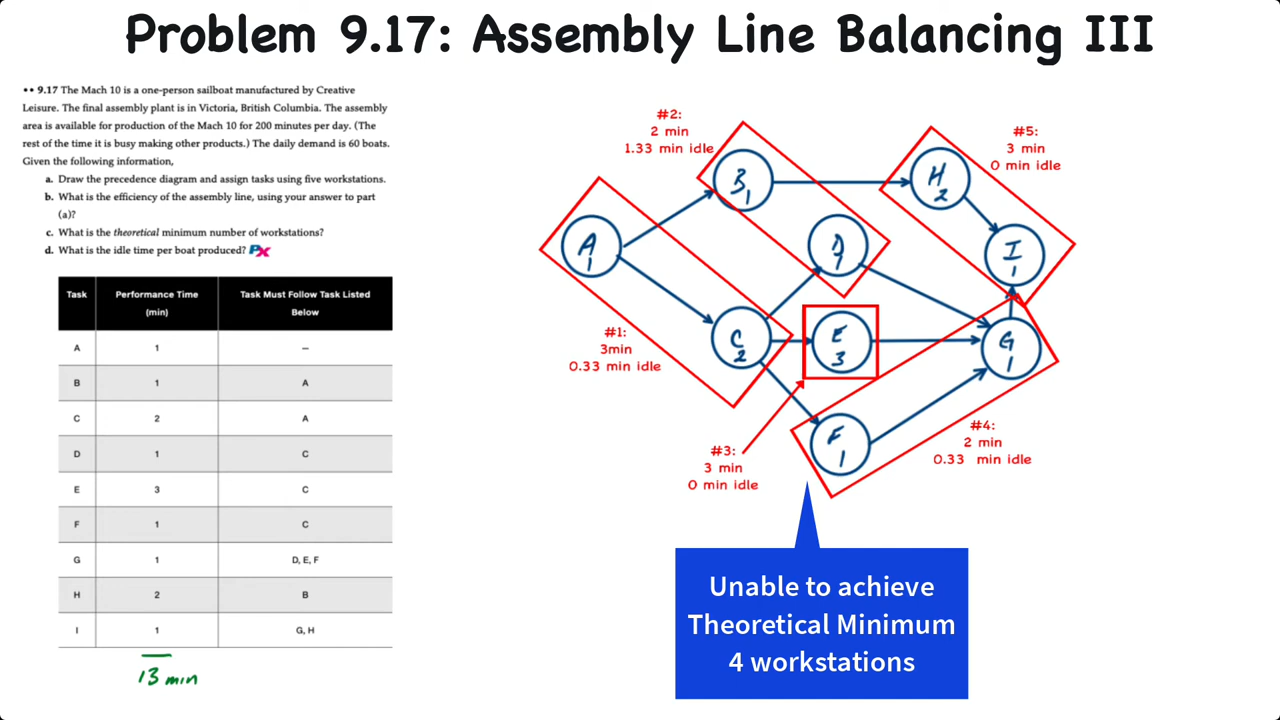 Problem 9.17: Assembly Line Balancing III
•• 9.17 The Mach 10 is a one-person sailboat manufactured by Creative
Leisure. The final assembly plant is in Victoria, British Columbia. The assembly
area is available for production of the Mach 10 for 200 minutes per day. (The
rest of the time it is busy making other products.) The daily demand is 60 boats.
Given the following information,
a. Draw the precedence diagram and assign tasks using five workstations.
b. What is the efficiency of the assembly line, using your answer to part
(a)?
c. What is the theoretical minimum number of workstations?
d. What is the idle time per boat produced? PX
Task Performance Time Task Must Follow Task Listed
(min) Below
A 1 –
B 1 A
C 2 A
D 1 C
E 3 C
F 1 C
G 1 D, E, F
H 2 B
I 1 G, H
13 min
#2:
2 min
1.33 min idle
#5:
3 min
0 min idle
B
1
H
2
A
1
D
1
I
1
#1:
3min
0.33 min idle
C
2
E
3
G
1
F
1
#3:
3 min
0 min idle
#4:
2 min
0.33 min idle
Unable to achieve
Theoretical Minimum
4 workstations